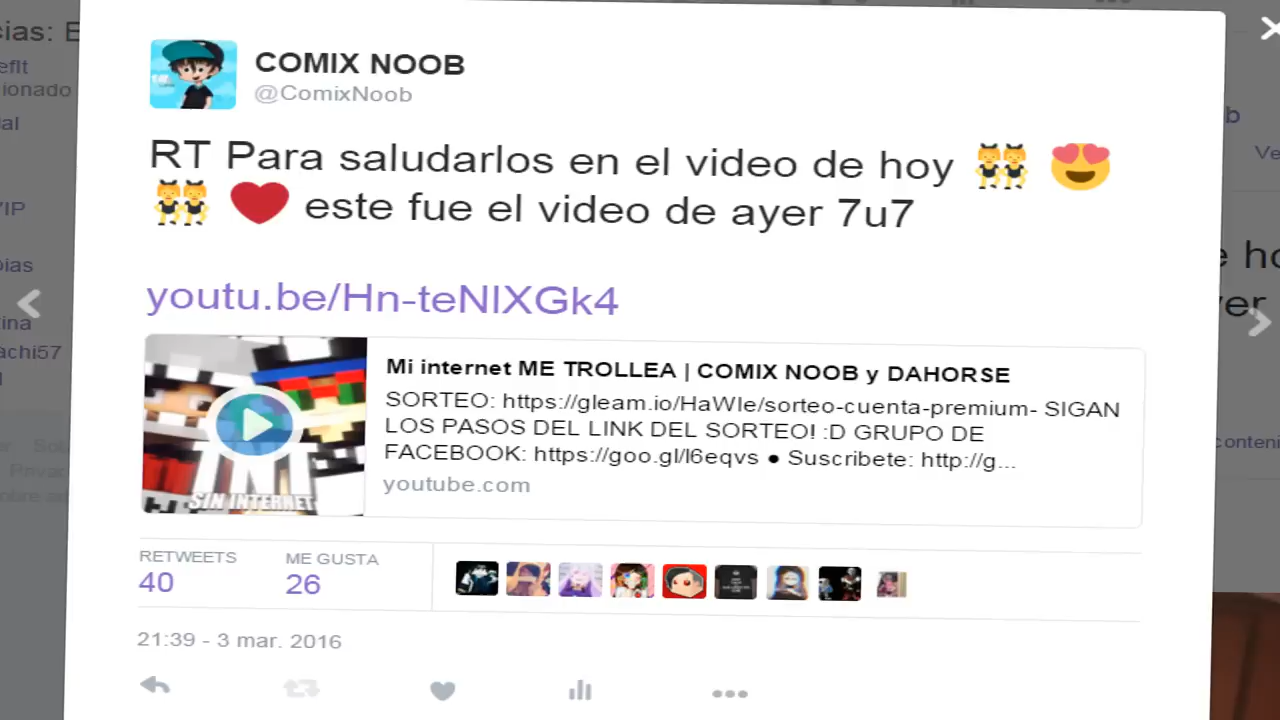 COMIX NOOB
@ComixNoob
RT Para saludarlos en el video de hoy
este fue el video de ayer 7u7
youtu.be/Hn-teNlXGk4
Mi internet ME TROLLEA | COMIX NOOB y DAHORSE
SORTEO: https://gleam.io/HaWIe/sorteo-cuenta-premium- SIGAN
LOS PASOS DEL LINK DEL SORTEO! :D GRUPO DE
FACEBOOK: https://goo.gl/l6eqvs ● Suscribete: http://g...
youtube.com
SIN INTERNET
RETWEETS
40
ME GUSTA
26
21:39 - 3 mar. 2016